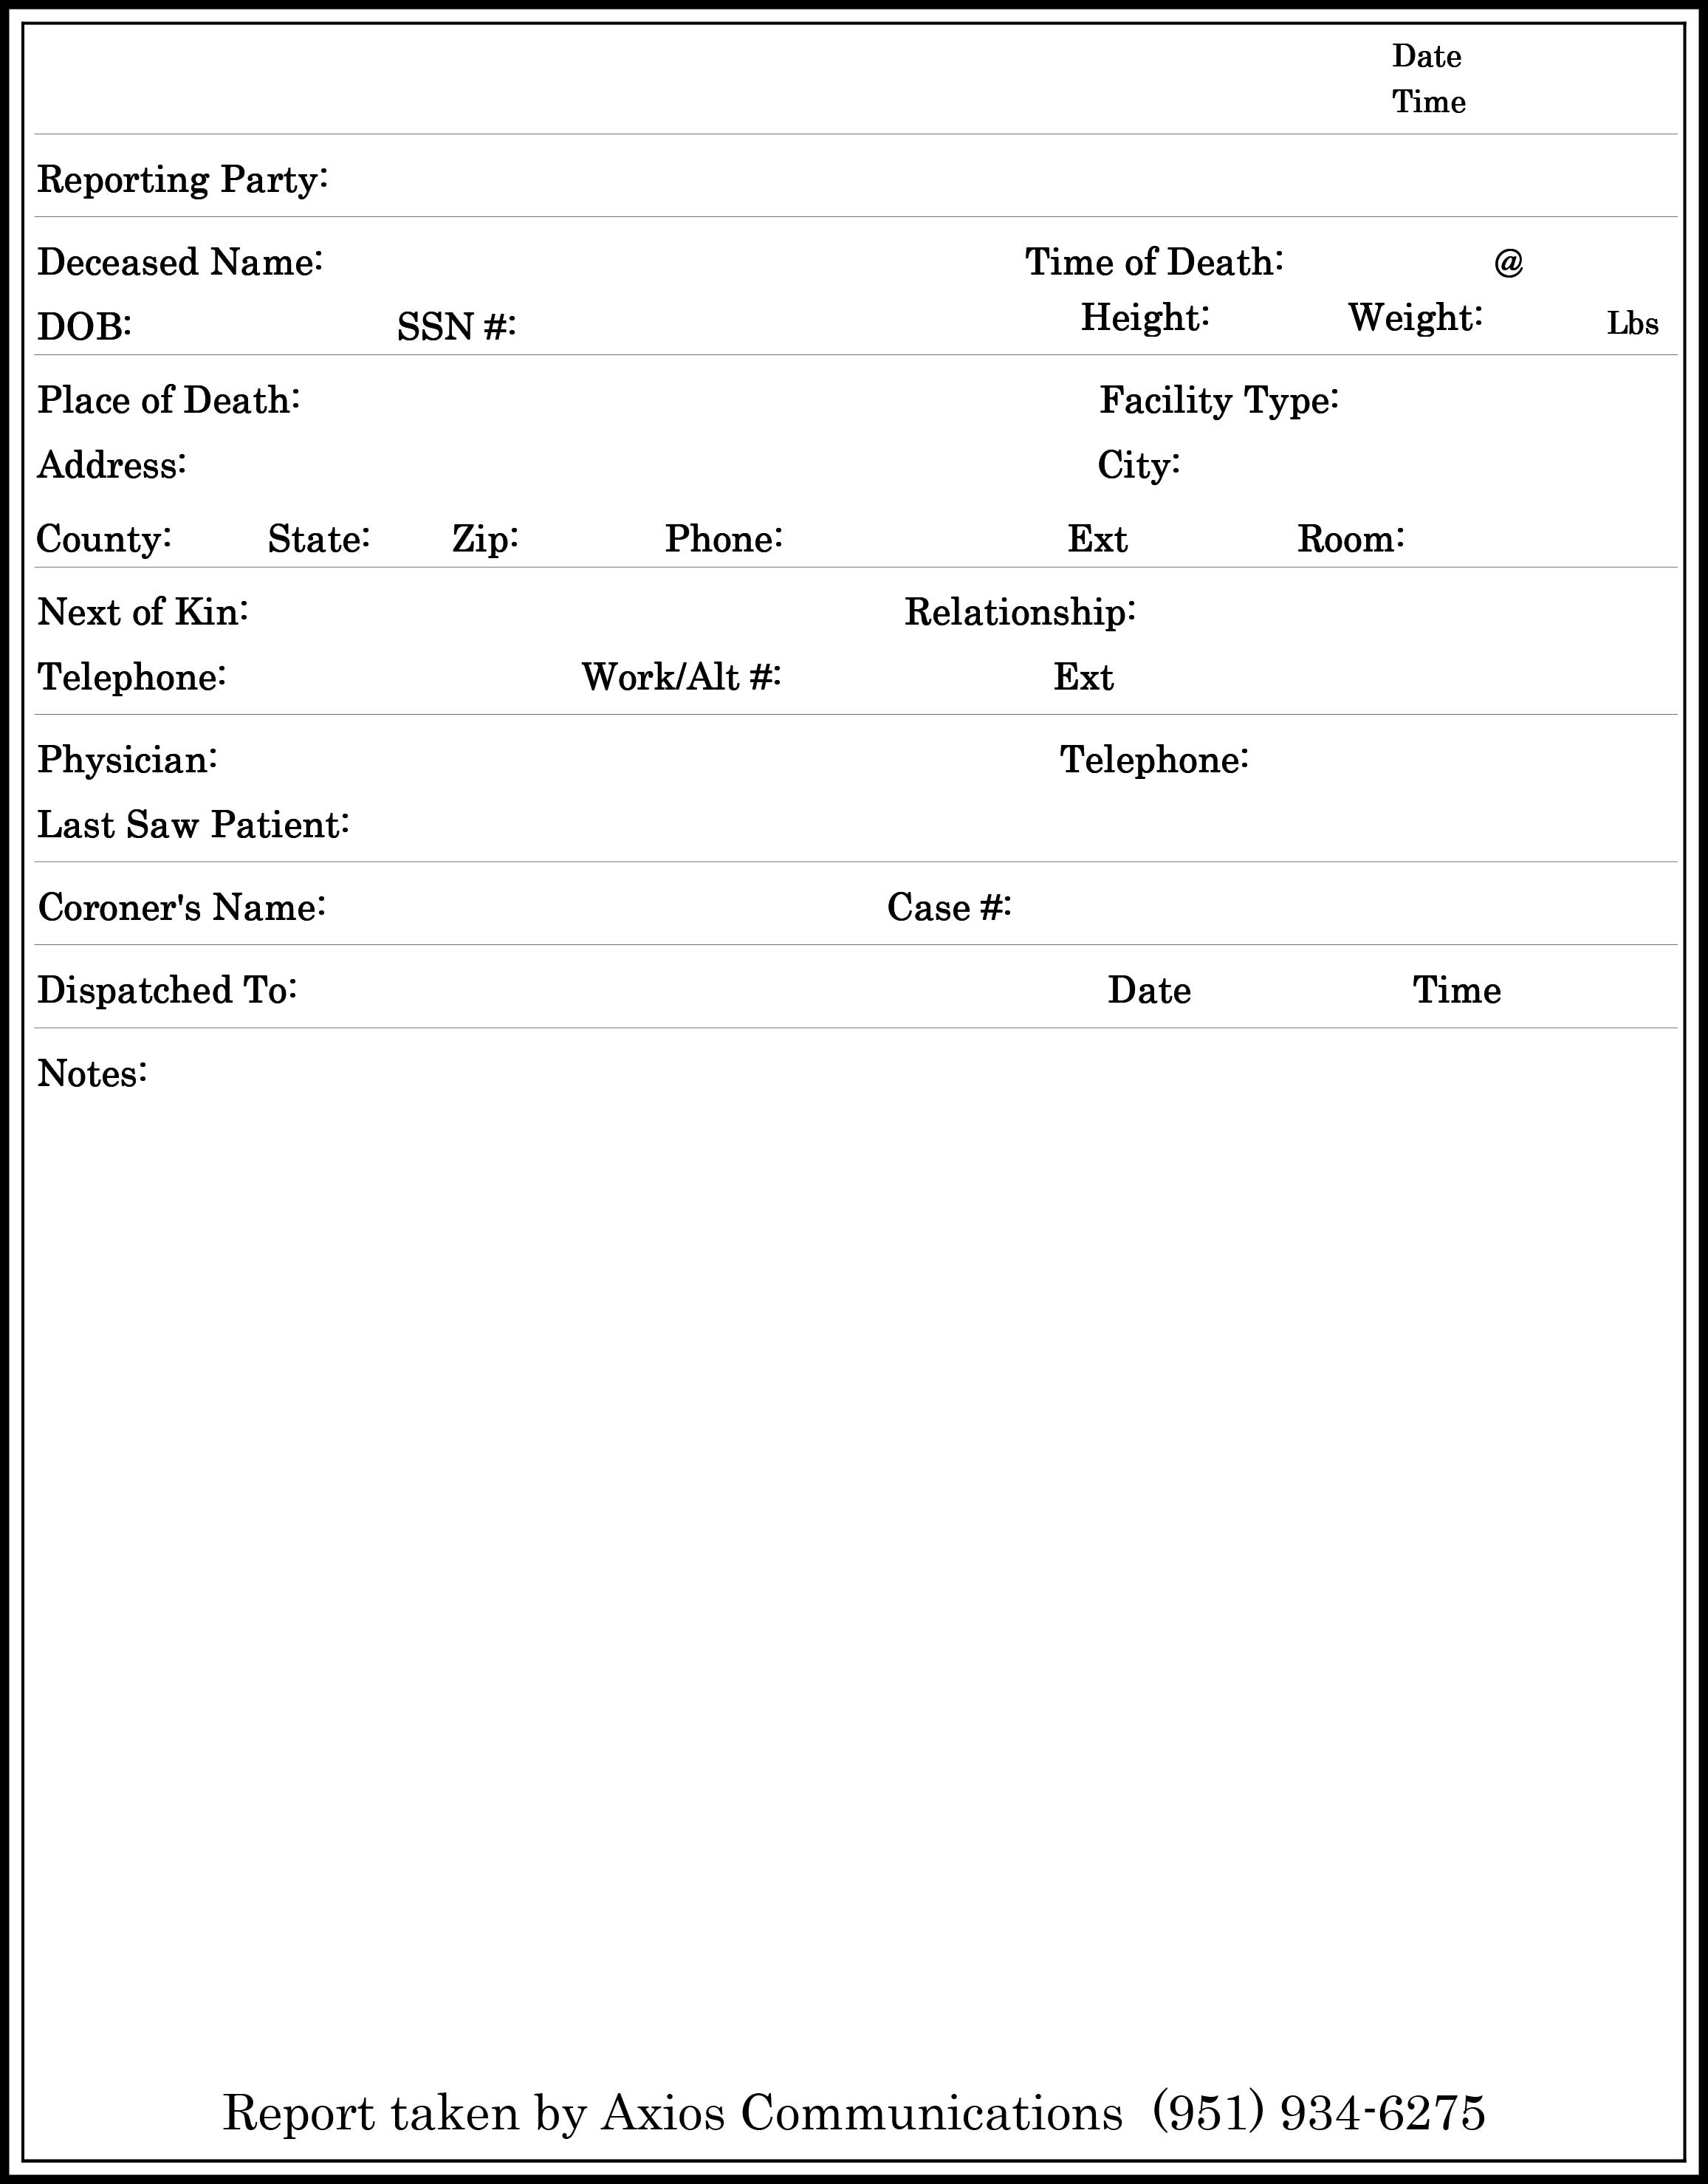 Date
Time
Reporting Party:
Deceased Name: Time of Death: @
DOB: SSN #: Height: Weight: Lbs
Place of Death: Facility Type:
Address: City:
County: State: Zip: Phone: Ext Room:
Next of Kin: Relationship:
Telephone: Work/Alt #: Ext
Physician: Telephone:
Last Saw Patient:
Coroner's Name: Case #:
Dispatched To: Date Time
Notes:
Report taken by Axios Communications (951) 934-6275